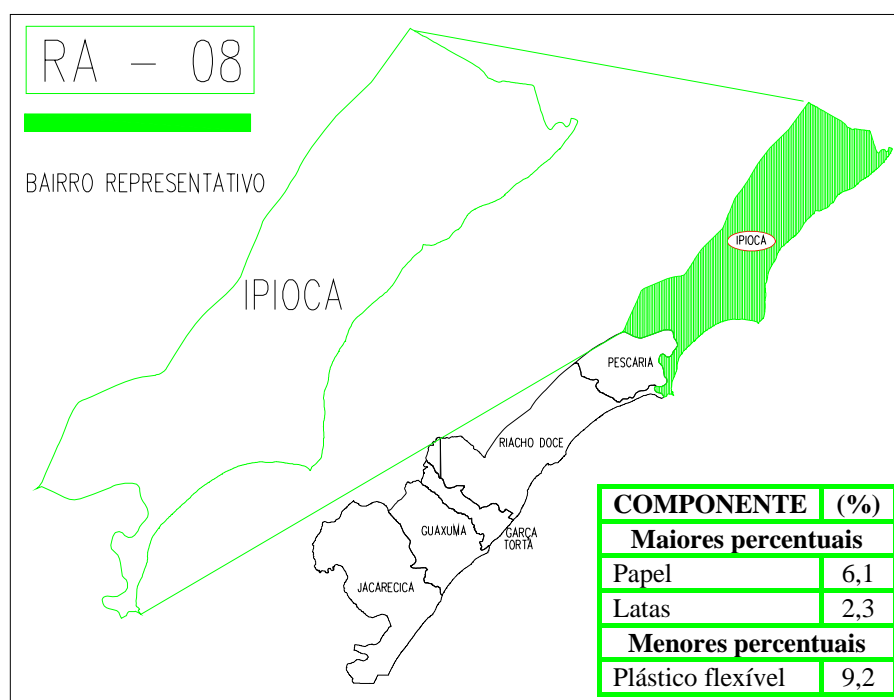 RA - 08
BAIRRO REPRESENTATIVO
IPIOCA
IPIOCA
PESCARIA
RIACHO DOCE
GARÇA
TORTA
GUAXUMA
JACARECICA
COMPONENTE (%)
Maiores percentuais
Papel 6,1
Latas 2,3
Menores percentuais
Plástico flexível 9,2